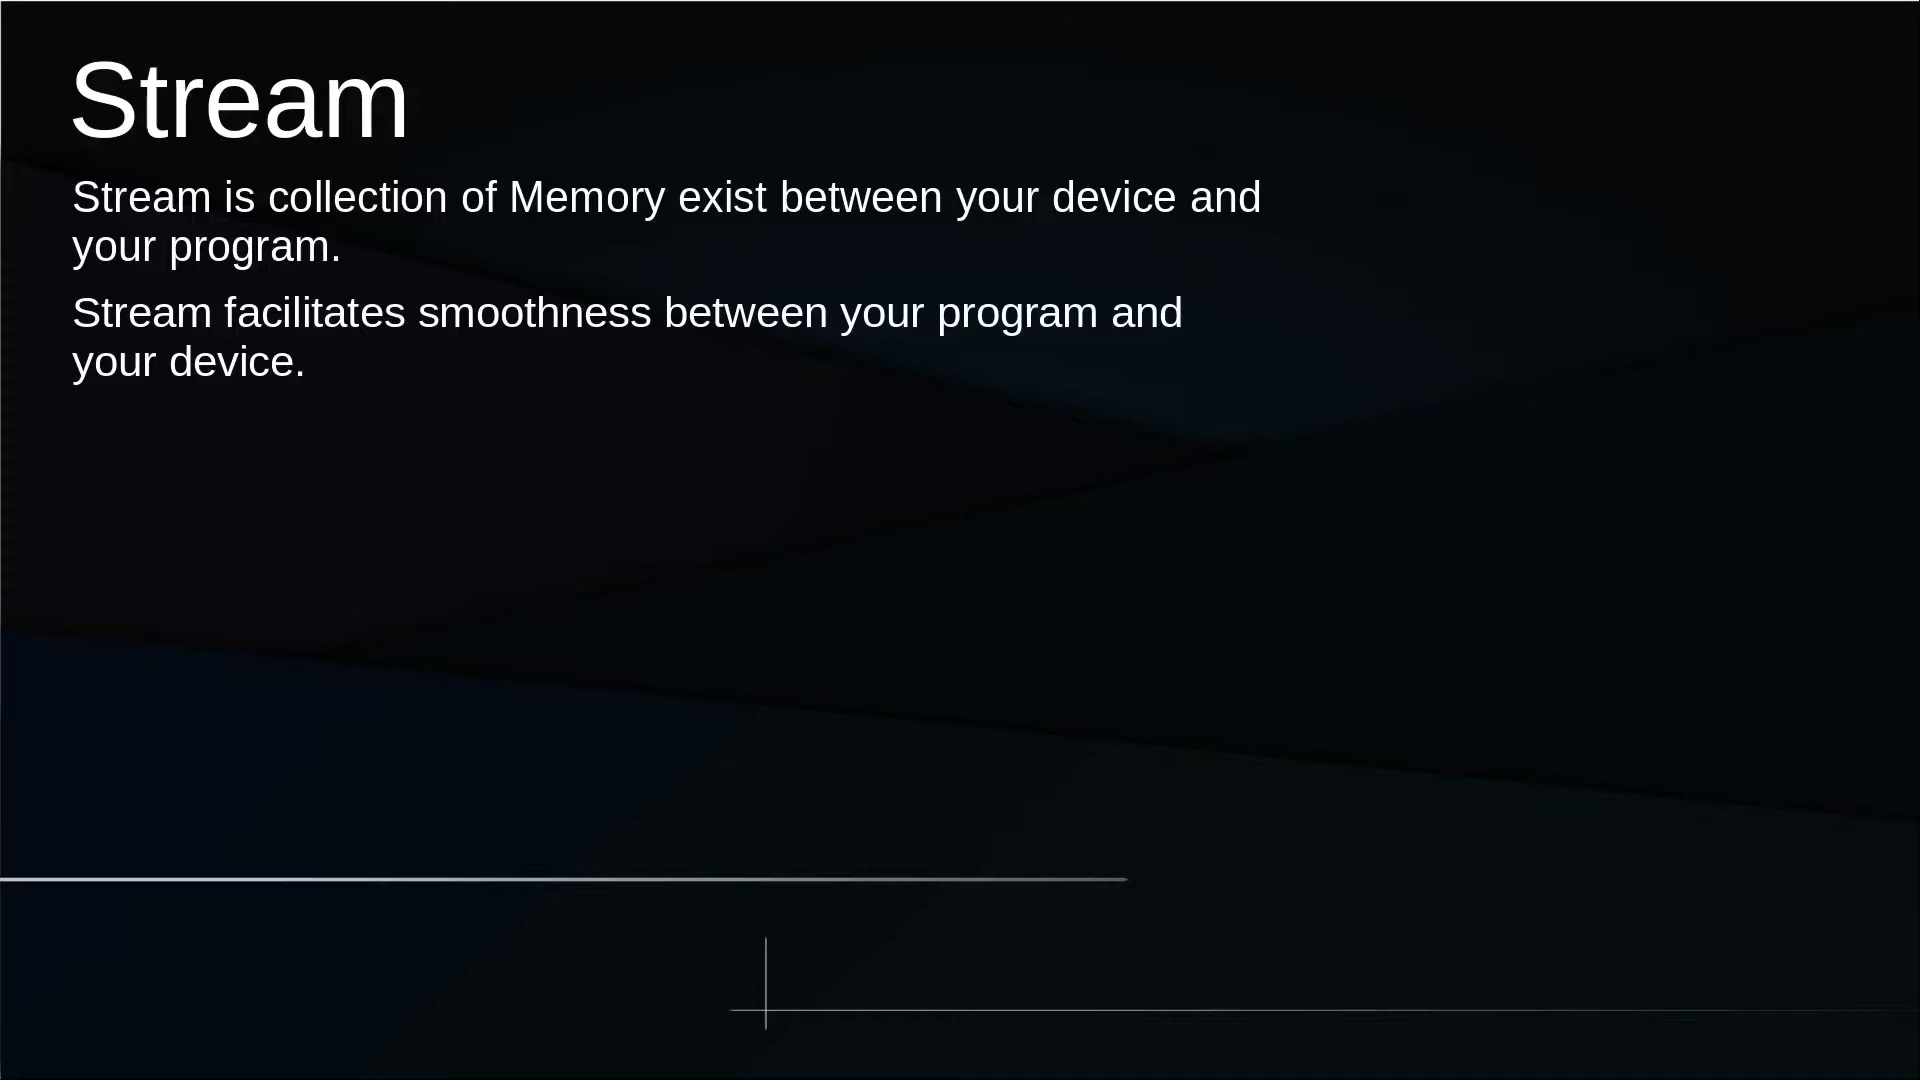 Stream
Stream is collection of Memory exist between your device and
your program.
Stream facilitates smoothness between your program and
your device.